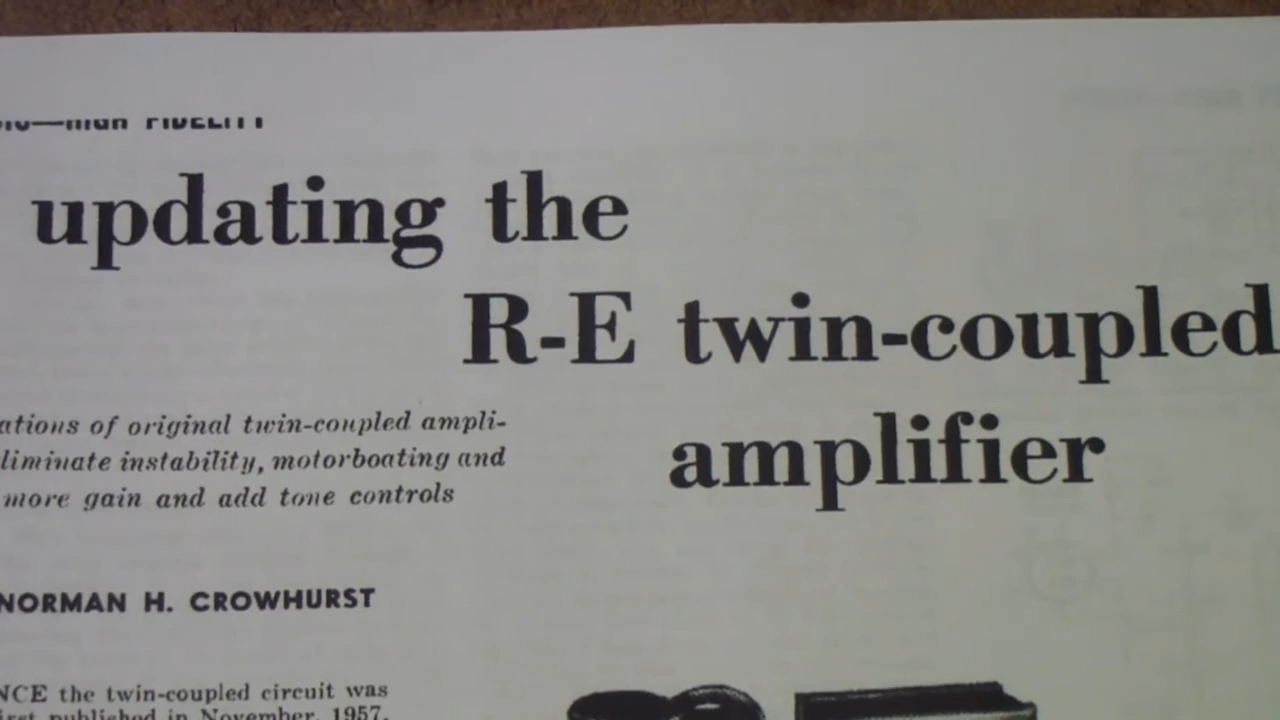 FIDELITY
updating the
R-E twin-coupled
amplifier
ations of original twin-coupled ampli-
liminate instability, motorboating and
more gain and add tone controls
NORMAN H. CROWHURST
NCE the twin-coupled circuit was
irst published in November, 1957,